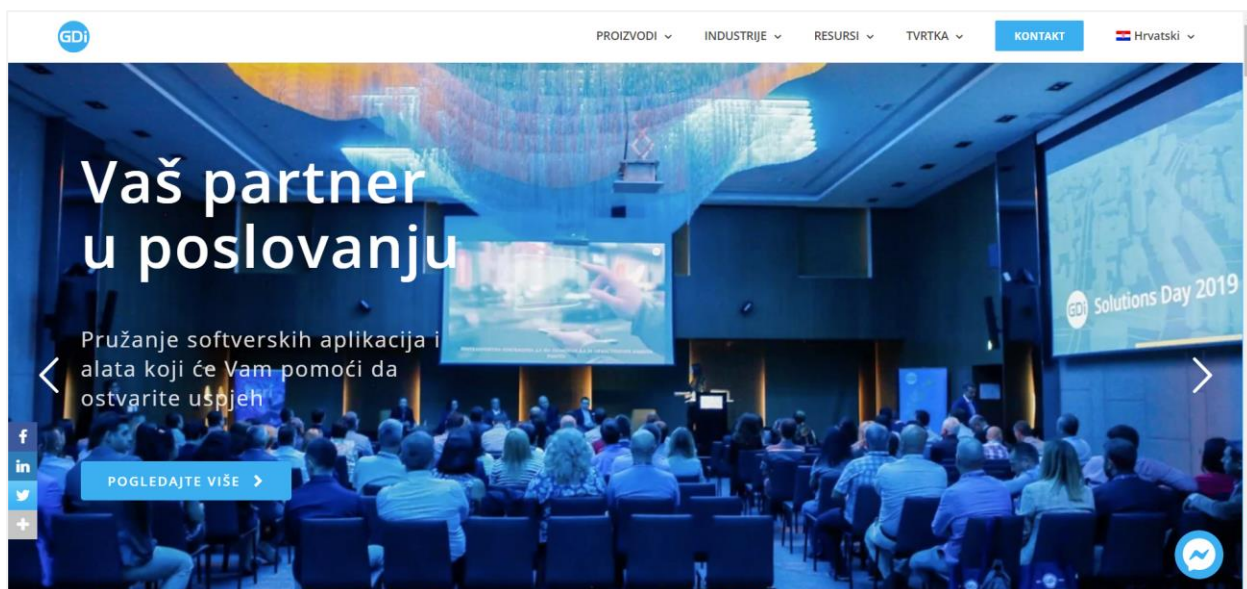 GDi
PROIZVODI
INDUSTRIJE
RESURSI
TVRTKA
KONTAKT
Hrvatski
Vaš partner
u poslovanju
Pružanje softverskih aplikacija i
alata koji će Vam pomoći da
ostvarite uspjeh
POGLEDAJTE VIŠE
GDi Solutions Day 2019
f
in